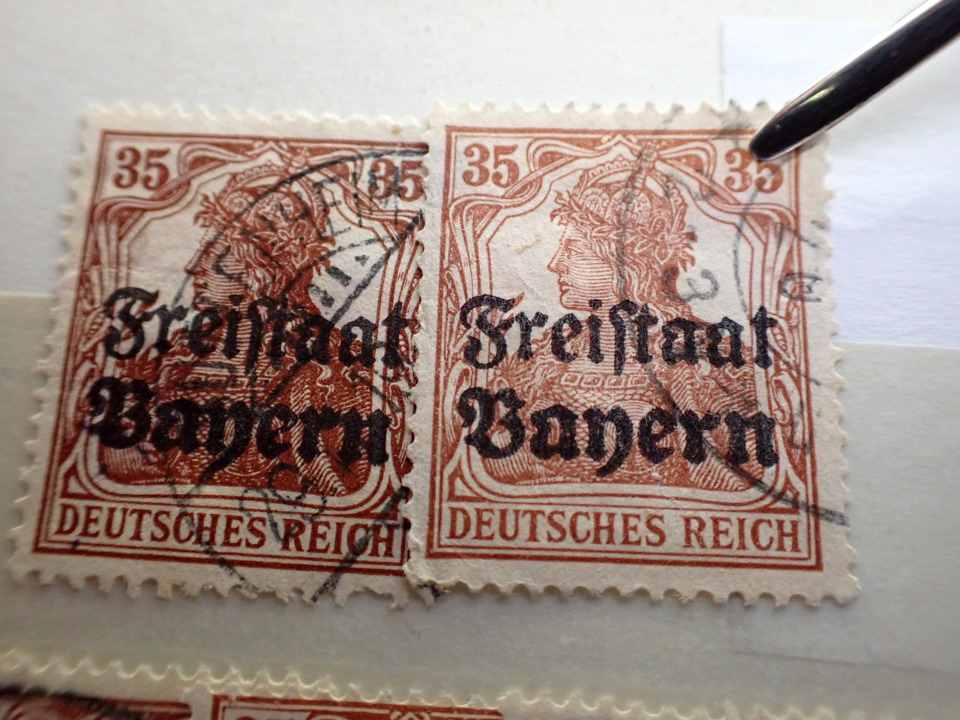 35 35
Freistaat
Bayern
DEUTSCHES REICH
35 35
Freistaat
Bayern
DEUTSCHES REICH